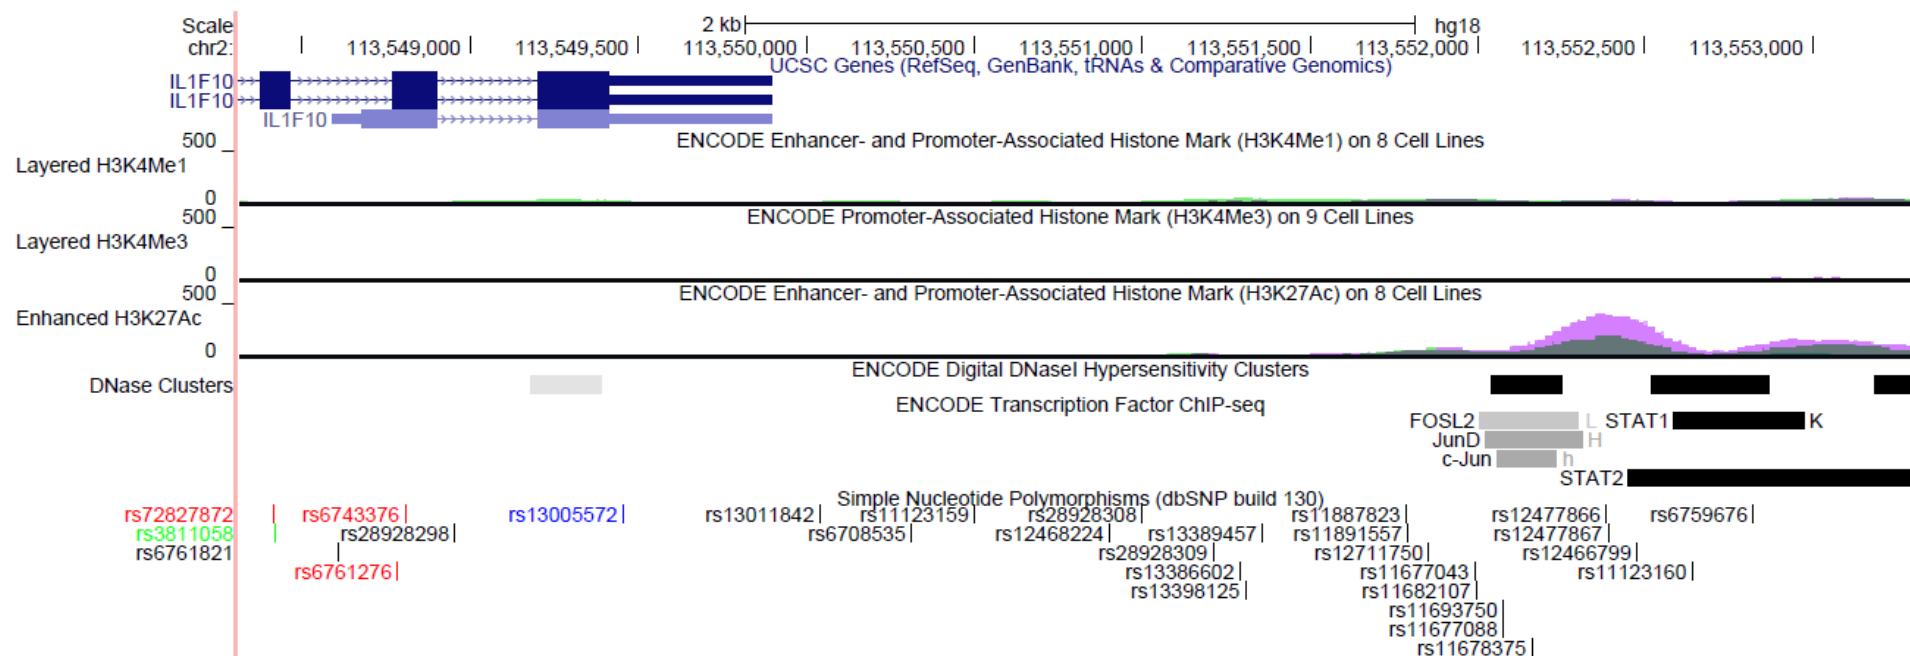 Scale 2 kb hg18
chr2: 113,549,000 113,549,500 113,550,000 113,550,500 113,551,000 113,551,500 113,552,000 113,552,500 113,553,000
UCSC Genes (RefSeq, GenBank, tRNAs & Comparative Genomics)
IL1F10
IL1F10
IL1F10
ENCODE Enhancer- and Promoter-Associated Histone Mark (H3K4Me1) on 8 Cell Lines
500
Layered H3K4Me1
0
ENCODE Promoter-Associated Histone Mark (H3K4Me3) on 9 Cell Lines
500
Layered H3K4Me3
0
ENCODE Enhancer- and Promoter-Associated Histone Mark (H3K27Ac) on 8 Cell Lines
500
Enhanced H3K27Ac
0
ENCODE Digital DNaseI Hypersensitivity Clusters
DNase Clusters
ENCODE Transcription Factor ChIP-seq
FOSL2 L STAT1 K
JunD H
c-Jun h
STAT2
Simple Nucleotide Polymorphisms (dbSNP build 130)
rs72827872 rs6743376 rs13005572 rs13011842 rs11123159 rs28928308 rs11887823 rs12477866 rs6759676
rs3811058 rs28928298 rs6708535 rs12468224 rs13389457 rs11891557 rs12477867
rs6761821 rs28928309 rs12711750 rs12466799
rs6761276 rs13386602 rs11677043 rs11123160
rs13398125 rs11682107
rs11693750
rs11677088
rs11678375